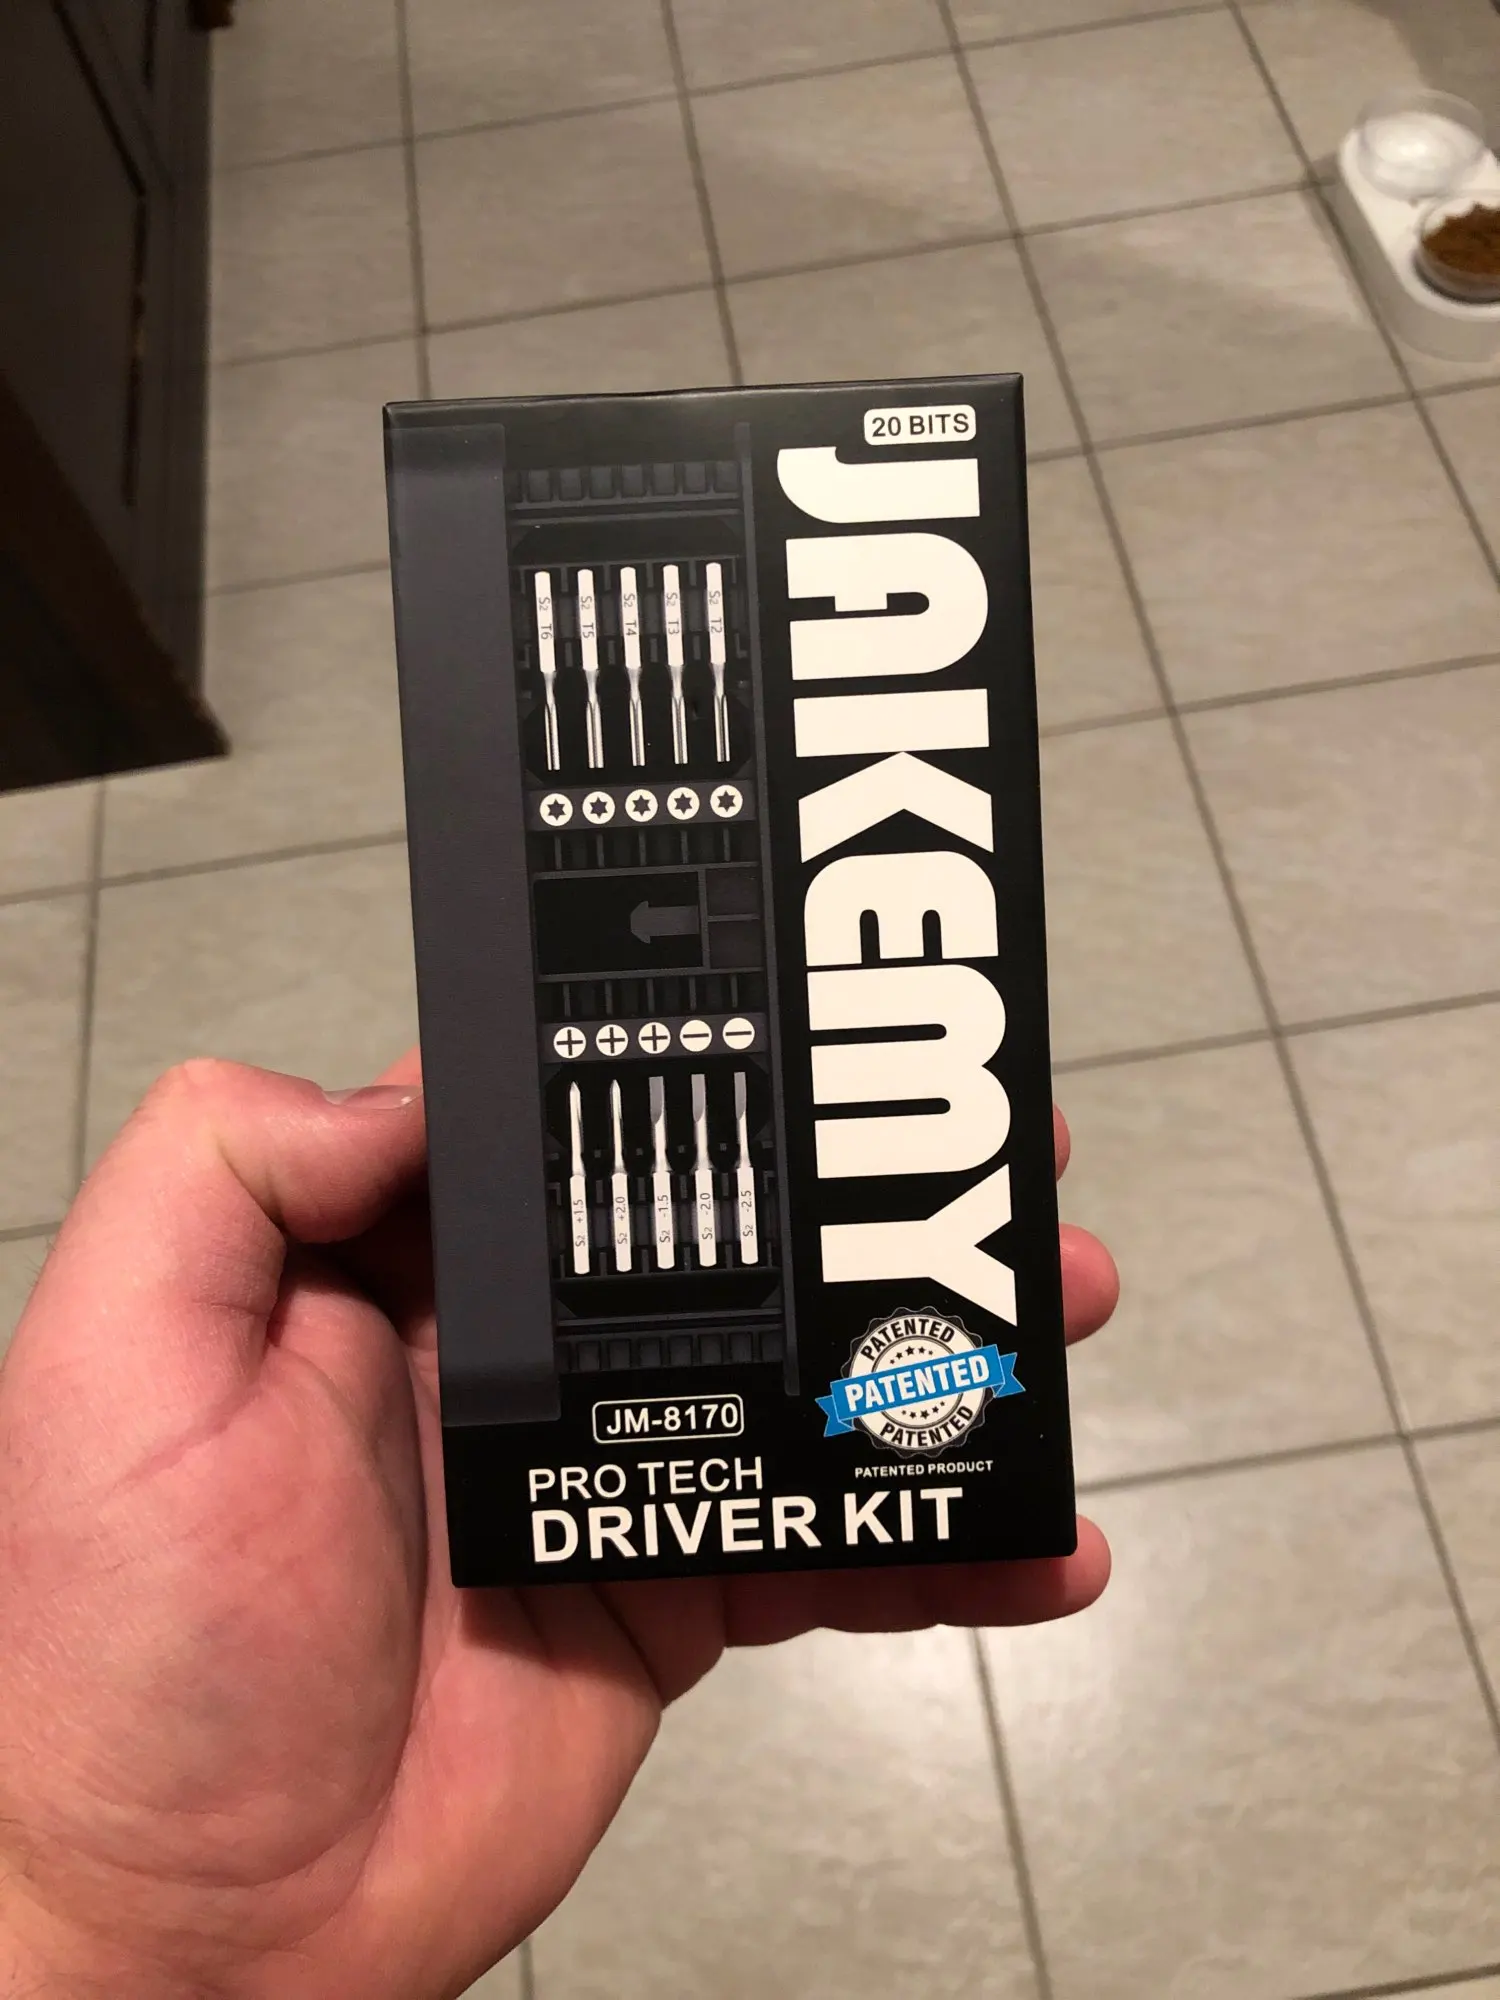 20 BITS
JAKEMY
S2 T6
S2 T5
S2 T4
S2 T3
S2 T2
S2 +1.5
S2 +2.0
S2 -1.5
S2 -2.0
S2 -2.5
PATENTED
PATENTED
PATENTED
PATENTED PRODUCT
JM-8170
PRO TECH
DRIVER KIT